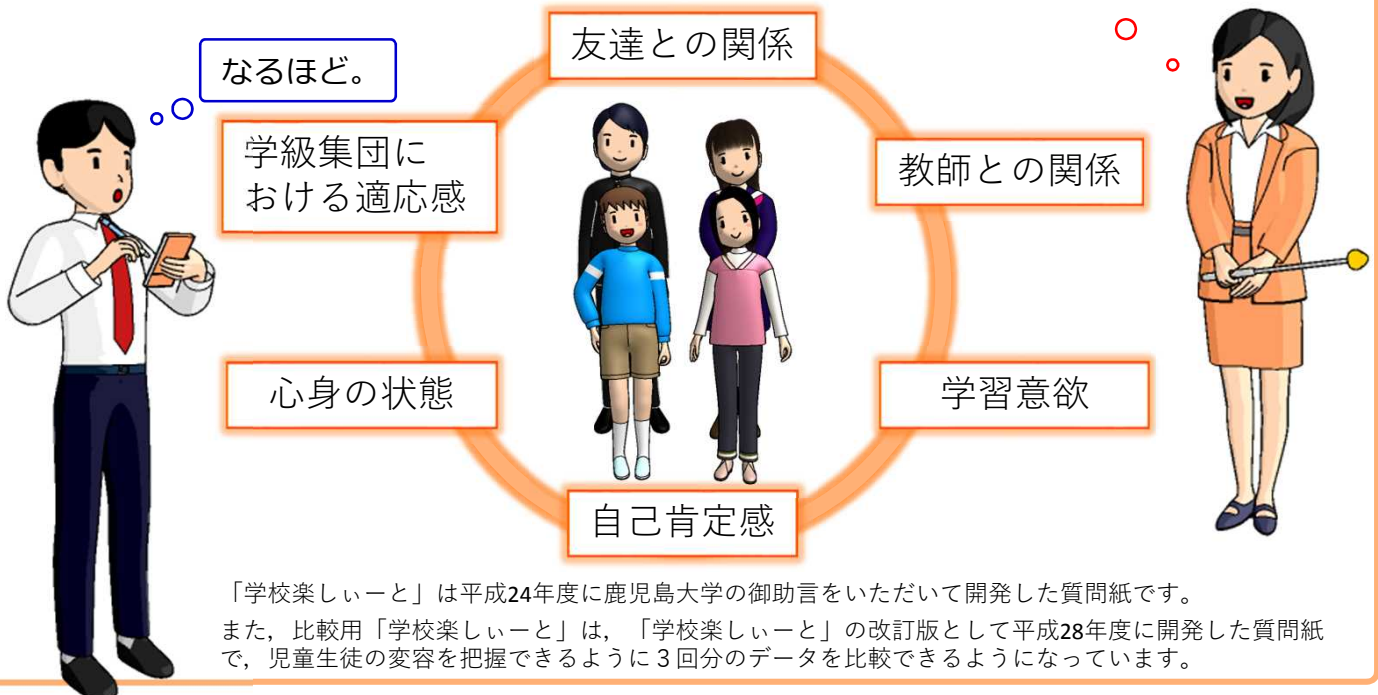 友達との関係
なるほど。
学級集団に
おける適応感
教師との関係
心身の状態
学習意欲
自己肯定感
「学校楽しぃーと」は平成24年度に鹿児島大学の御助言をいただいて開発した質問紙です。
また，比較用「学校楽しぃーと」は，「学校楽しぃーと」の改訂版として平成28年度に開発した質問紙
で，児童生徒の変容を把握できるように３回分のデータを比較できるようになっています。